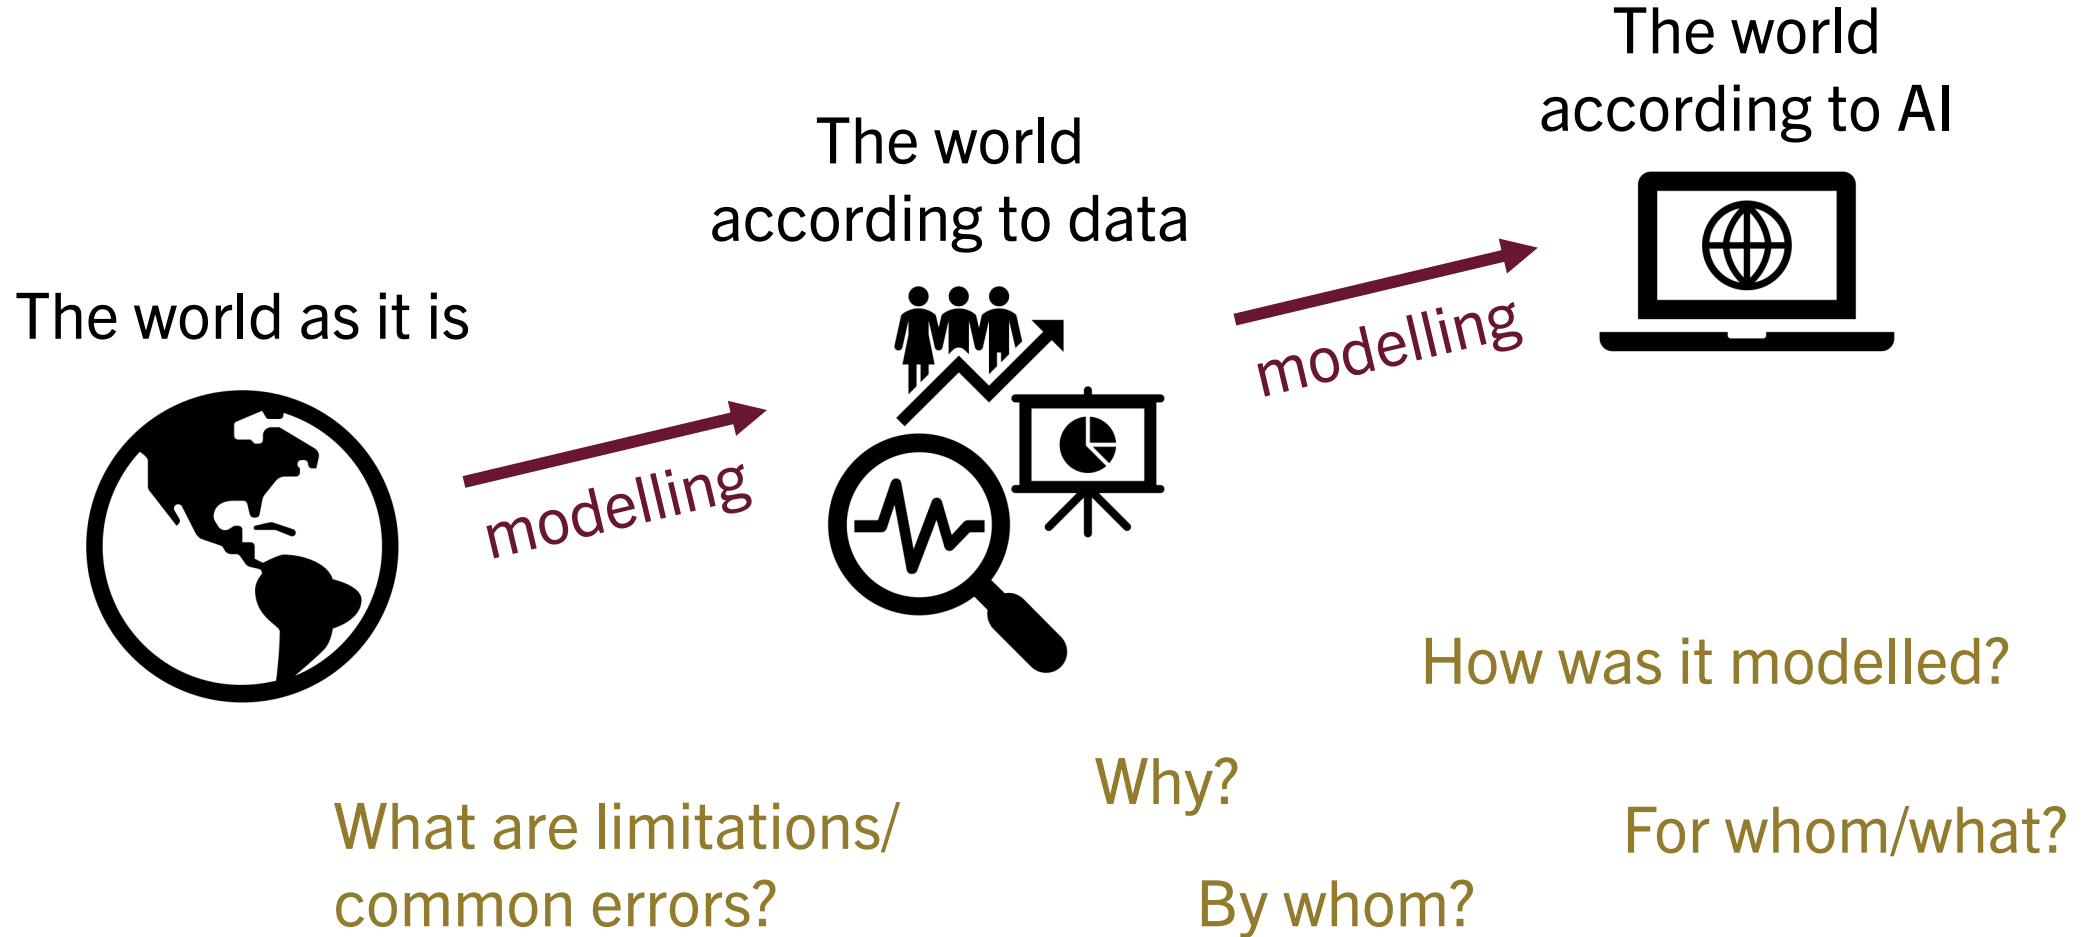 The world as it is
modelling
The world
according to data
modelling
The world
according to AI
How was it modelled?
Why?
What are limitations/
common errors?
For whom/what?
By whom?